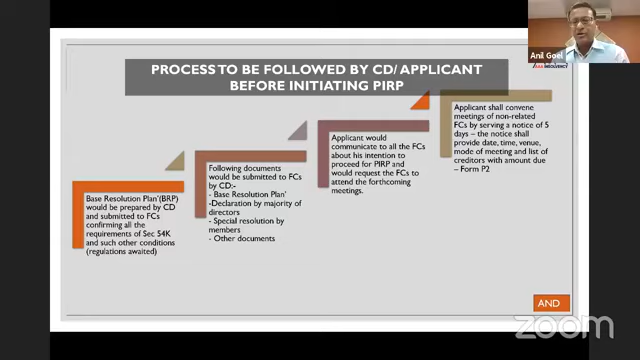 Anil Goel
INSOLVENCY
PROCESS TO BE FOLLOWED BY CD/ APPLICANT
BEFORE INITIATING PIRP
Base Resolution Plan' (BRP)
would be prepared by CD
and submitted to FCs
confirming all the
requirements of Sec 54K
and such other conditions
(regulations awaited)
Following documents
would be submitted to FCs
by CD:-
- Base Resolution Plan'
-Declaration by majority of
directors
- Special resolution by
members
- Other documents
Applicant would
communicate to all the FCs
about his intention to
proceed for PIRP and
would request the FCs to
attend the forthcoming
meetings.
Applicant shall convene
meetings of non-related
FCs by serving a notice of 5
days – the notice shall
provide date, time, venue,
mode of meeting and list of
creditors with amount due
– Form P2
AND
zoom